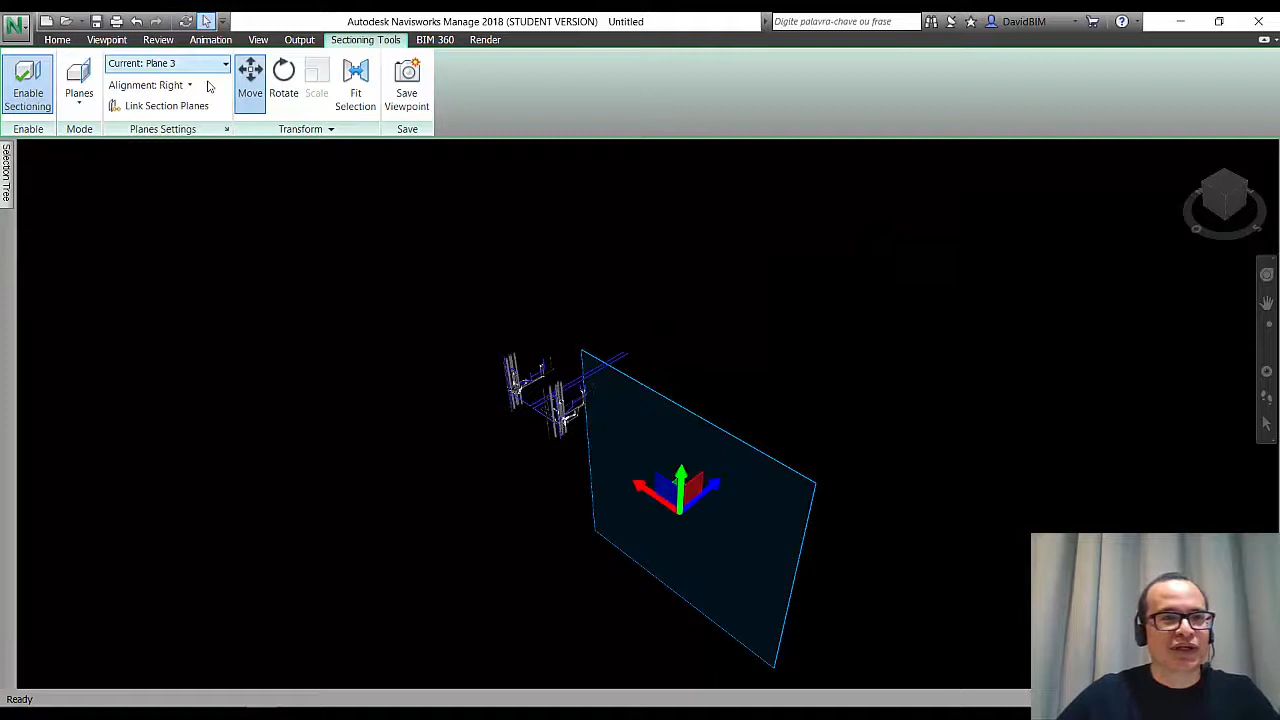 Autodesk Navisworks Manage 2018 (STUDENT VERSION) Untitled
Digite palavra-chave ou frase
DavidBIM
Home Viewpoint Review Animation View Output Sectioning Tools BIM 360 Render
Enable Sectioning
Planes
Current: Plane 3
Alignment: Right
Link Section Planes
Move
Rotate
Scale
Fit Selection
Save Viewpoint
Enable Mode Planes Settings Transform Save
Selection Tree
Ready